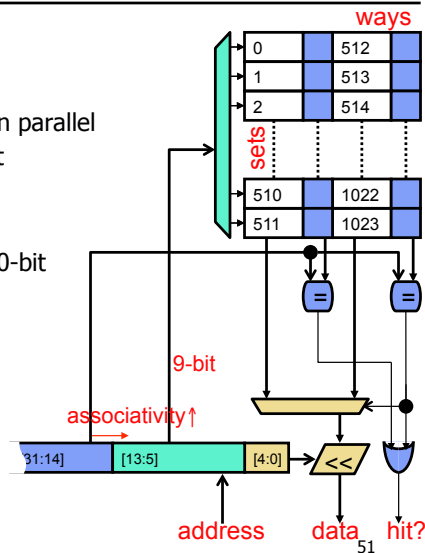 ways
0 512
1 513
2 514
n parallel
t
sets
510 1022
511 1023
0-bit
= =
9-bit
associativity↑
31:14] [13:5] [4:0] <<
address data hit?
51